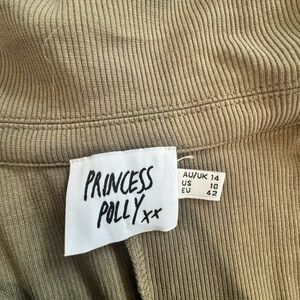 PRINCESS
POLLY xx
AU/UK 14
US 10
EU 42